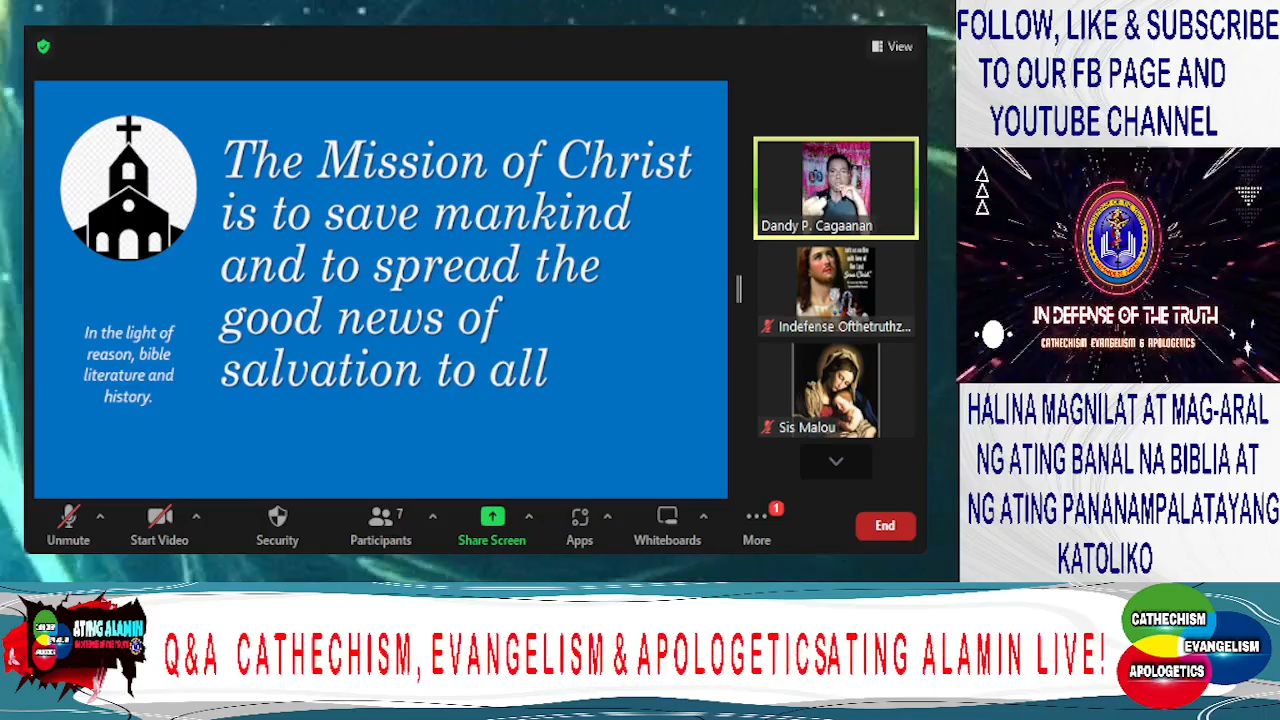 View
The Mission of Christ
is to save mankind
and to spread the
good news of
salvation to all
In the light of
reason, bible
literature and
history.
Dandy P. Cagaanan
Indefense Ofthetruthz...
Sis Malou
Unmute
Start Video
Security
7
Participants
Share Screen
Apps
Whiteboards
1
More
End
FOLLOW, LIKE & SUBSCRIBE
TO OUR FB PAGE AND
YOUTUBE CHANNEL
IN DEFENSE OF THE TRUTH
CATHECHISM EVANGELISM & APOLOGETICS
HALINA MAGNILAT AT MAG-ARAL
NG ATING BANAL NA BIBLIA AT
NG ATING PANANAMPALATAYANG
KATOLIKO
ATING ALAMIN
Q&A CATHECHISM, EVANGELISM & APOLOGETICSATING ALAMIN LIVE!
CATHECHISM
EVANGELISM
APOLOGETICS